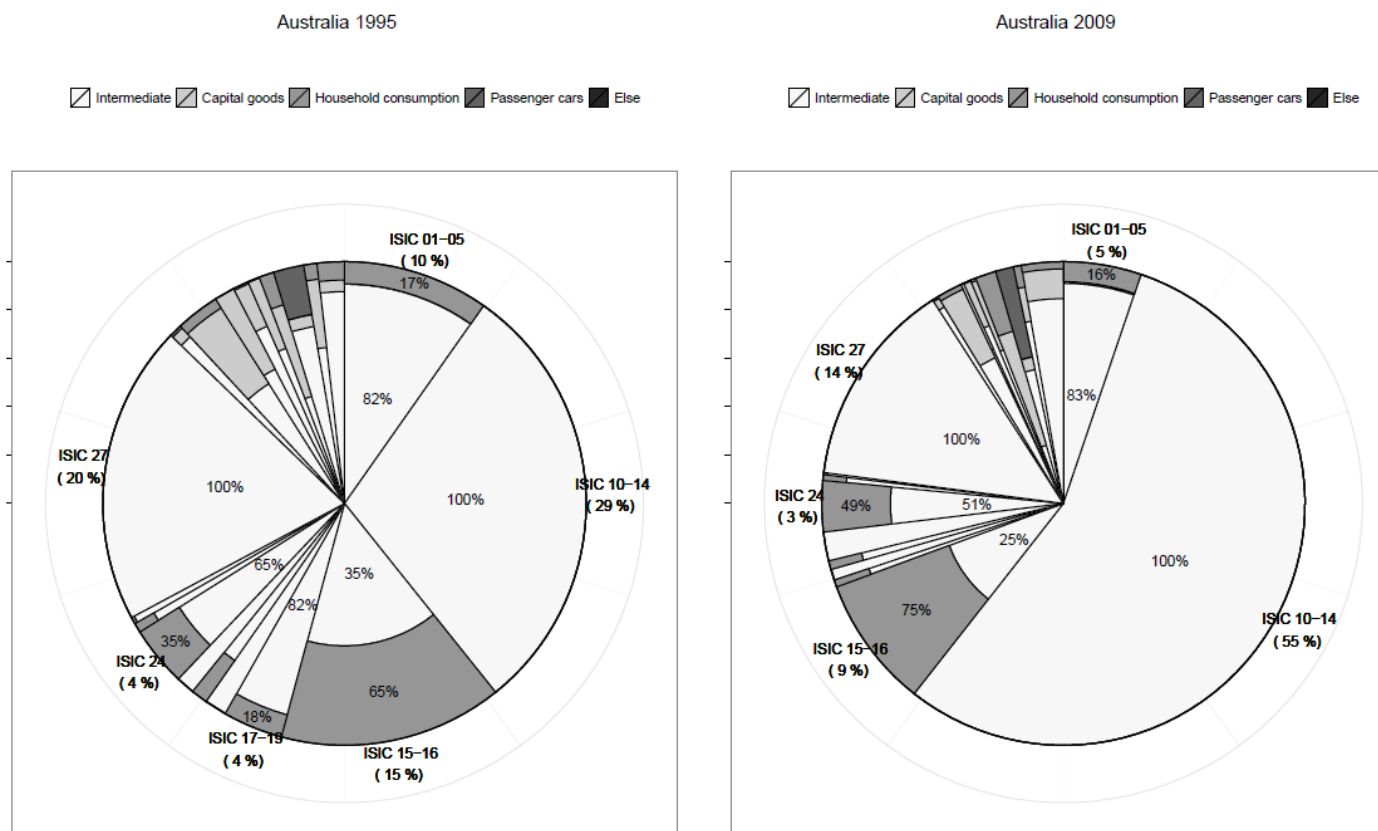 Australia 1995
Intermediate Capital goods Household consumption Passenger cars Else
ISIC 01−05
( 10 %)
17%
82%
ISIC 27
( 20 %)
100%
100%
ISIC 10−14
( 29 %)
65%
35%
82%
35%
ISIC 24
( 4 %)
65%
18%
ISIC 17−19
( 4 %)
ISIC 15−16
( 15 %)
Australia 2009
Intermediate Capital goods Household consumption Passenger cars Else
ISIC 01−05
( 5 %)
16%
ISIC 27
( 14 %)
83%
100%
ISIC 24
( 3 %)
49%
51%
25%
100%
75%
ISIC 10−14
( 55 %)
ISIC 15−16
( 9 %)